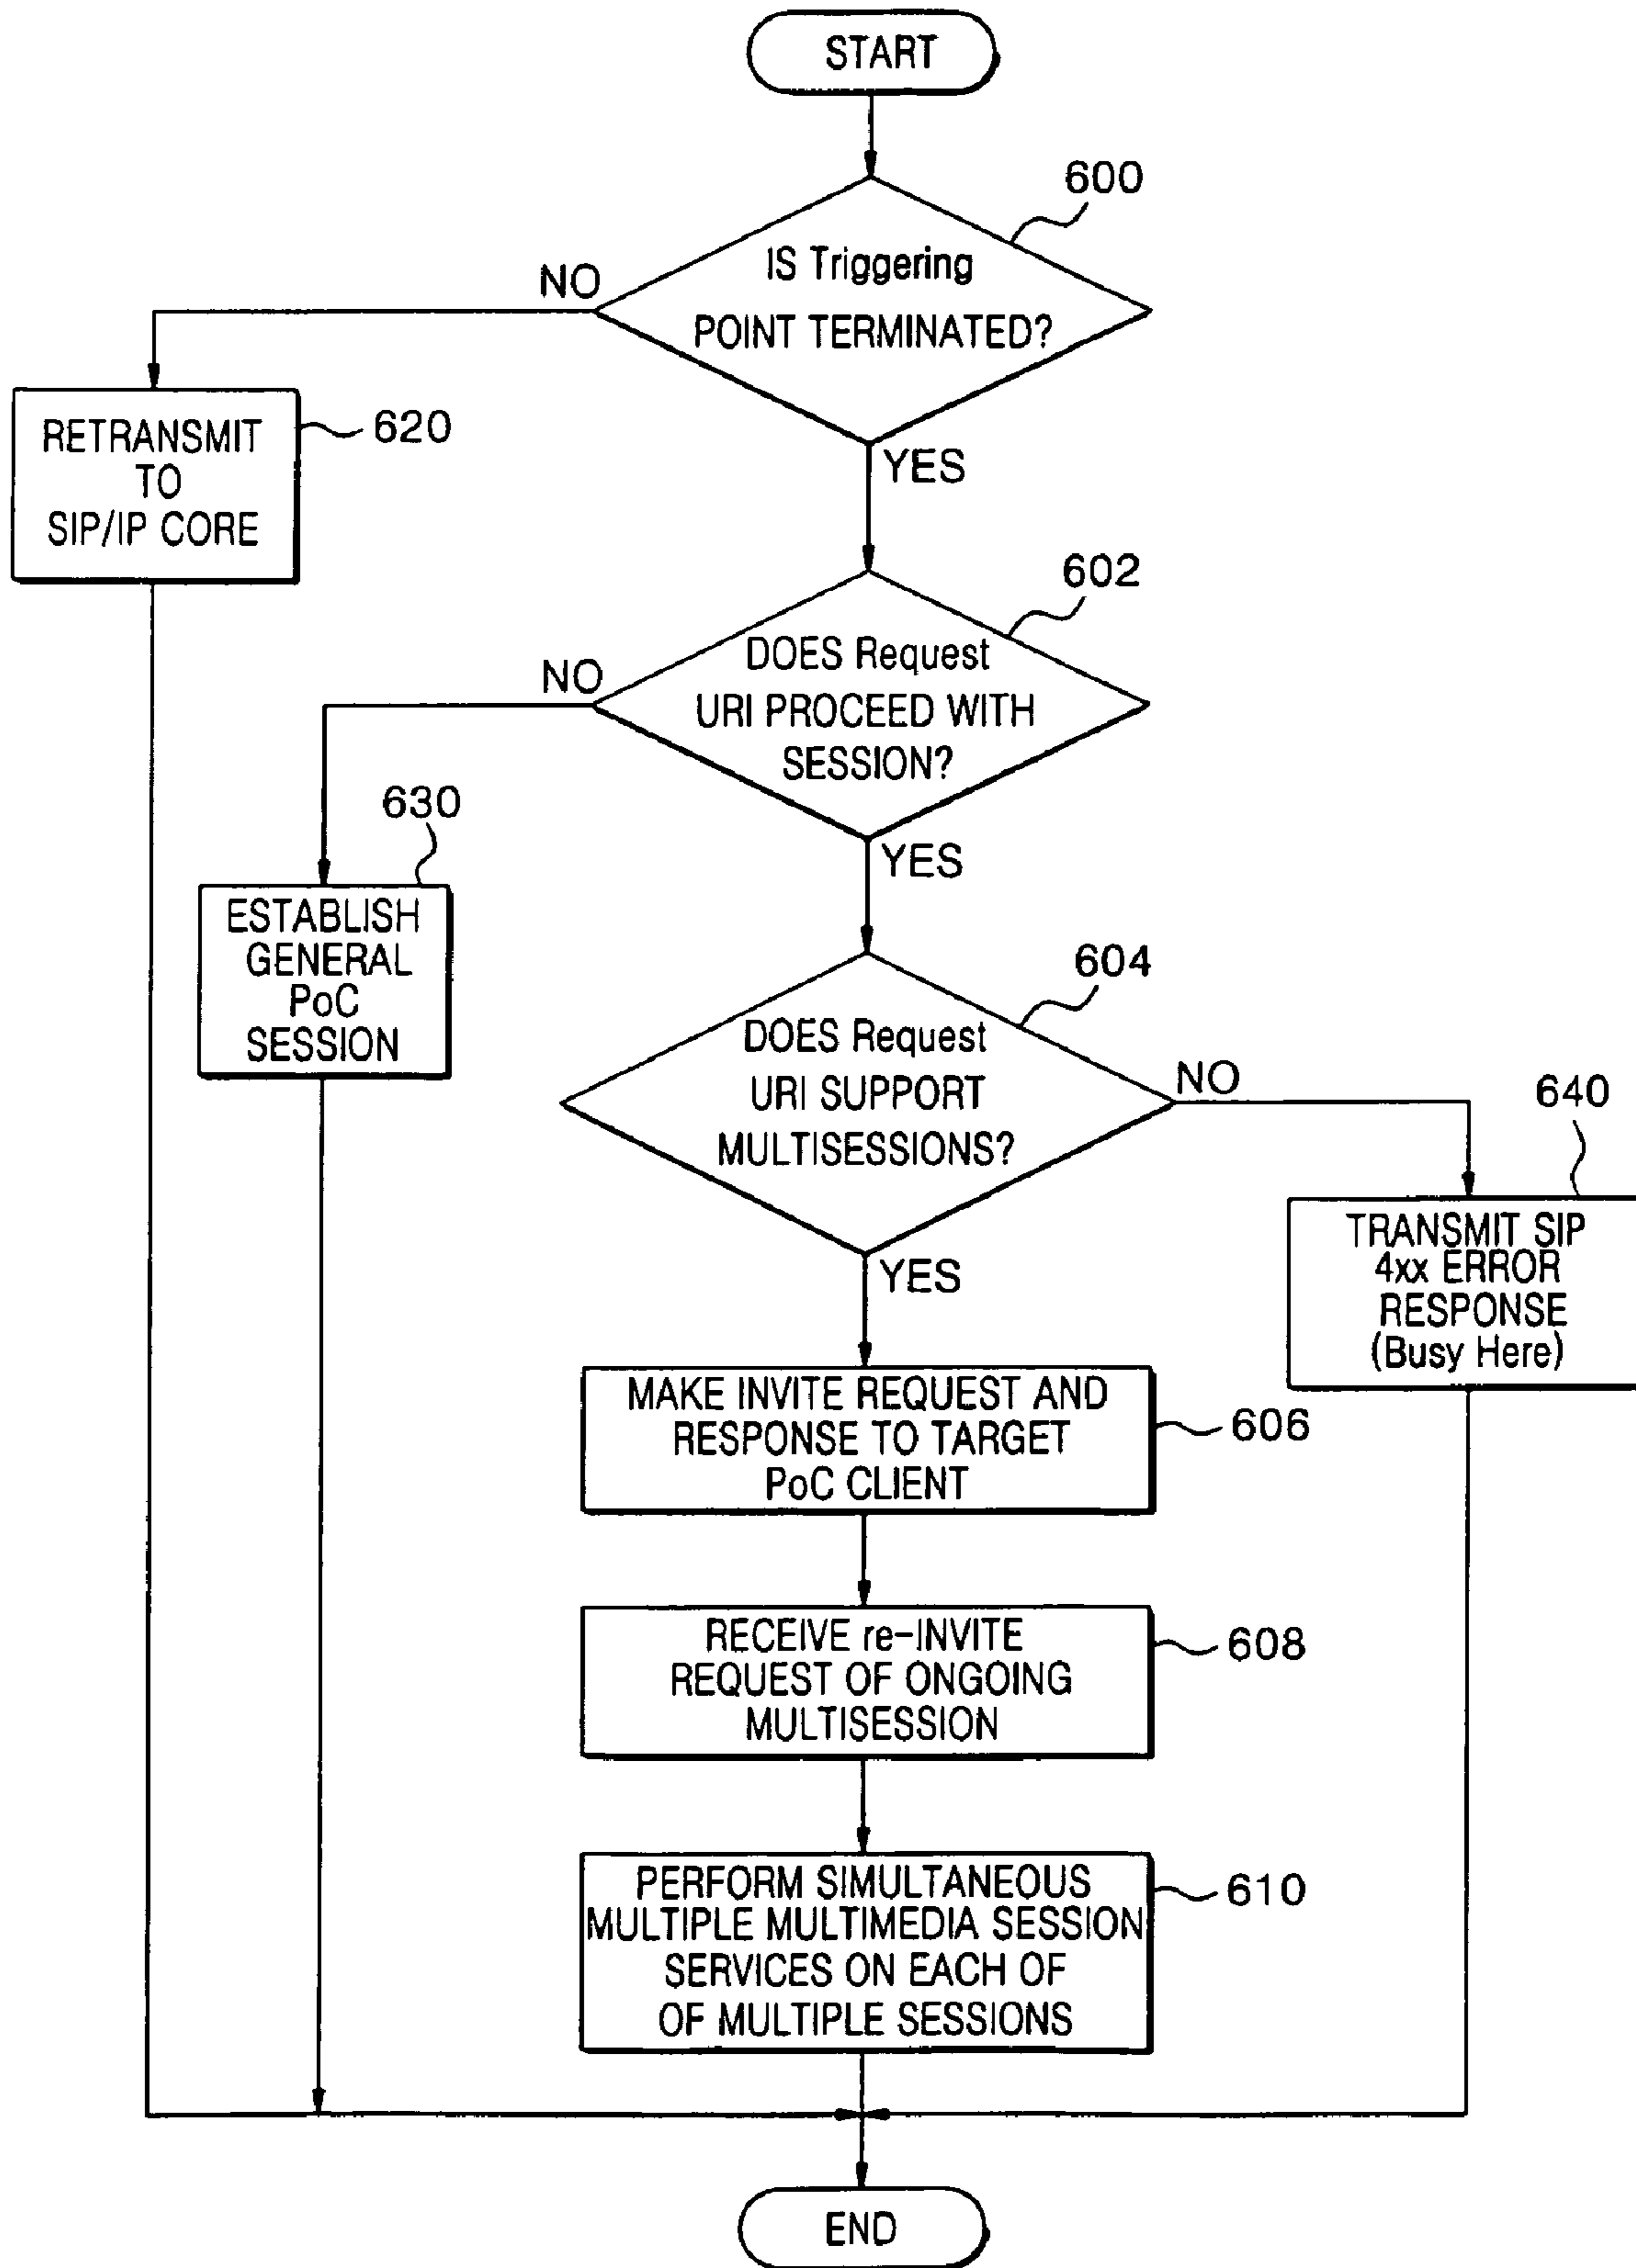 START
600
IS Triggering
POINT TERMINATED?
NO
YES
RETRANSMIT
TO
SIP/IP CORE
620
602
DOES Request
URI PROCEED WITH
SESSION?
NO
YES
630
ESTABLISH
GENERAL
PoC
SESSION
604
DOES Request
URI SUPPORT
MULTISESSIONS?
NO
YES
640
TRANSMIT SIP
4xx ERROR
RESPONSE
(Busy Here)
MAKE INVITE REQUEST AND
RESPONSE TO TARGET
PoC CLIENT
606
RECEIVE re-INVITE
REQUEST OF ONGOING
MULTISESSION
608
PERFORM SIMULTANEOUS
MULTIPLE MULTIMEDIA SESSION
SERVICES ON EACH OF
OF MULTIPLE SESSIONS
610
END